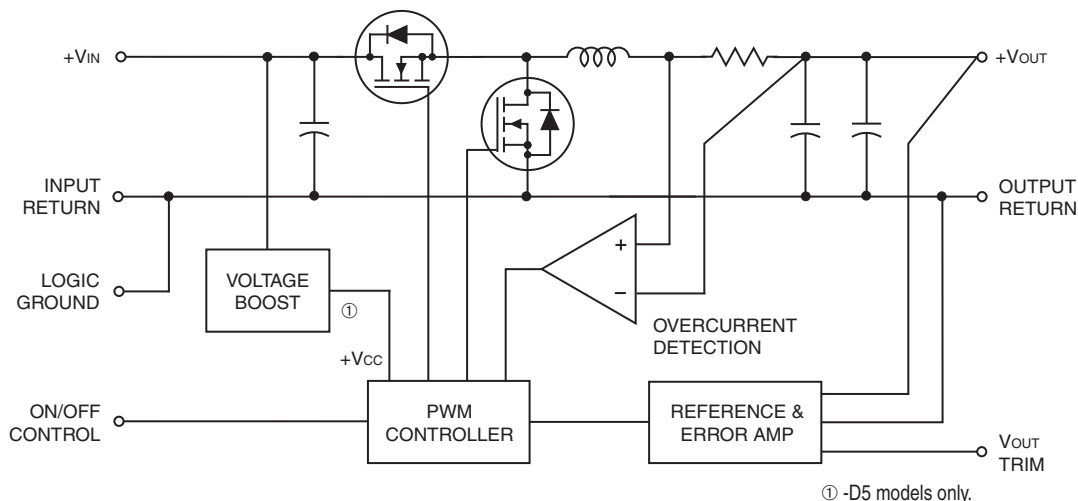 +VIN
+VOUT
INPUT
RETURN
OUTPUT
RETURN
LOGIC
GROUND
VOLTAGE
BOOST
①
+
−
OVERCURRENT
DETECTION
+VCC
ON/OFF
CONTROL
PWM
CONTROLLER
REFERENCE &
ERROR AMP
VOUT
TRIM
① -D5 models only.